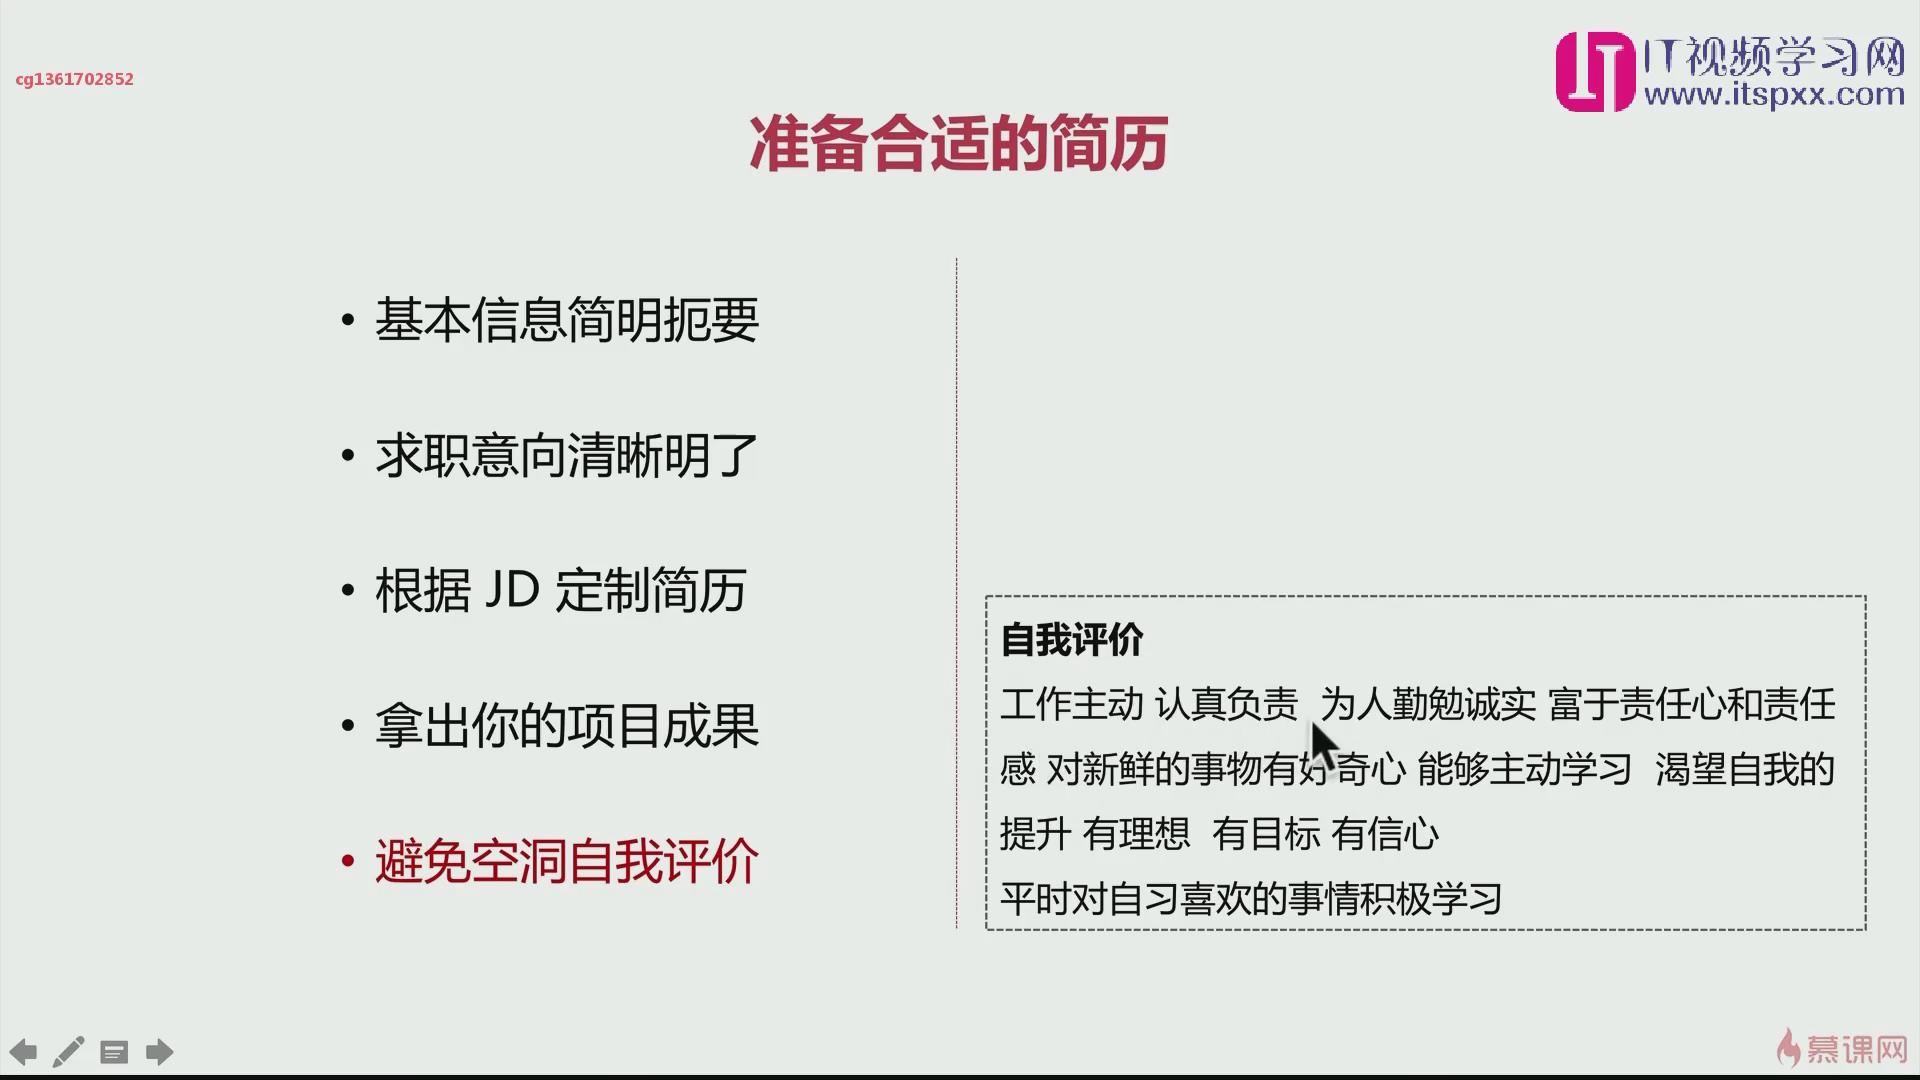 cg1361702852
IT视频学习网
www.itspxx.com
准备合适的简历
• 基本信息简明扼要
• 求职意向清晰明了
• 根据 JD 定制简历
• 拿出你的项目成果
• 避免空洞自我评价
自我评价
工作主动 认真负责 为人勤勉诚实 富于责任心和责任
感 对新鲜的事物有好奇心 能够主动学习 渴望自我的
提升 有理想 有目标 有信心
平时对自习喜欢的事情积极学习
慕课网